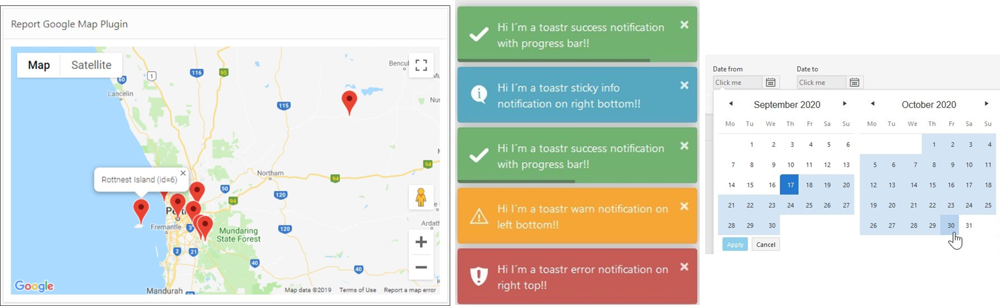 Report Google Map Plugin
Map Satellite
Bencul
Mu
1
116
95
60
Lancelin
Nur
115
94
Northam
94
Rottnest Island (id=6)
50
120
94
Fremantle
3
Ardath
Mundaring
State Forest
120
2
21
40
40
Google
Mandurah
Map data ©2019 Terms of Use Report a map error
Hi I´m a toastr success notification
with progress bar!!
Hi I´m a toastr sticky info
notification on right bottom!!
Hi I´m a toastr success notification
with progress bar!!
Hi I´m a toastr warn notification on
left bottom!!
Hi I´m a toastr error notification on
right top!!
Date from Date to
Click me Click me
September 2020
Mo Tu We Th Fr Sa Su
1 2 3 4 5 6
7 8 9 10 11 12 13
14 15 16 17 18 19 20
21 22 23 24 25 26 27
28 29 30
October 2020
Mo Tu We Th Fr Sa Su
1 2 3 4
5 6 7 8 9 10 11
12 13 14 15 16 17 18
19 20 21 22 23 24 25
26 27 28 29 30 31
Apply Cancel